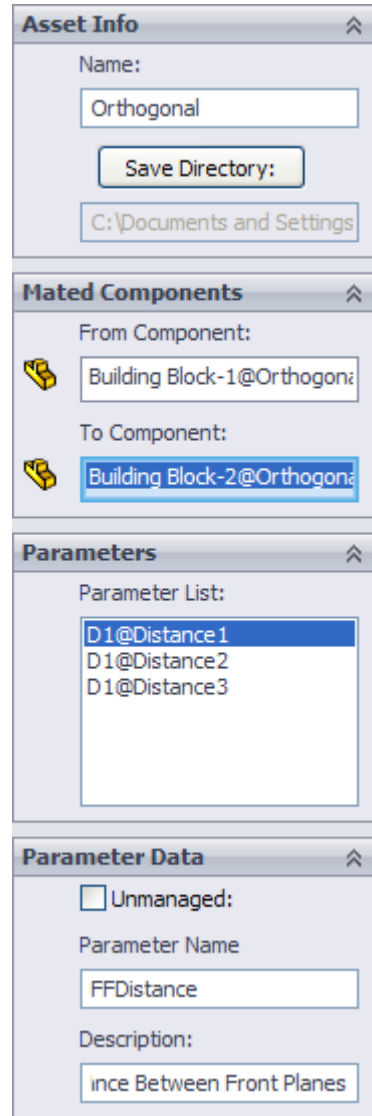 Asset Info
Name:
Orthogonal
Save Directory:
C:\Documents and Settings
Mated Components
From Component:
Building Block-1@Orthogona
To Component:
Building Block-2@Orthogona
Parameters
Parameter List:
D1@Distance1
D1@Distance2
D1@Distance3
Parameter Data
Unmanaged:
Parameter Name
FFDistance
Description:
ince Between Front Planes